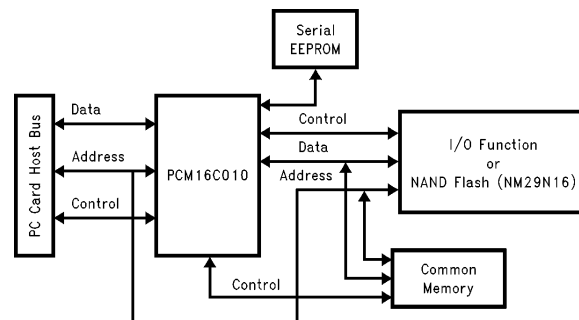 Serial
EEPROM
PC Card Host Bus
Data
Address
Control
PCM16C010
Control
Data
Address
I/O Function
or
NAND Flash (NM29N16)
Control
Common
Memory